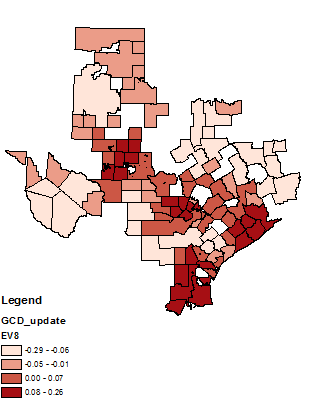 Legend
GCD_update
EV8
-0.29 - -0.06
-0.05 - -0.01
0.00 - 0.07
0.08 - 0.26